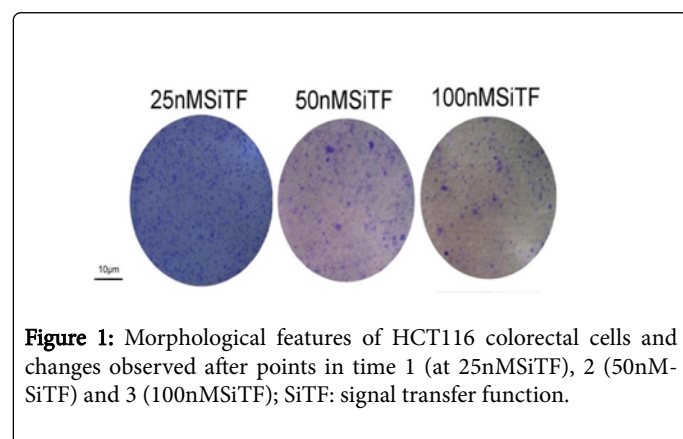 25nMSiTF 50nMSiTF 100nMSiTF
10μm
Figure 1: Morphological features of HCT116 colorectal cells and
changes observed after points in time 1 (at 25nMSiTF), 2 (50nM-
SiTF) and 3 (100nMSiTF); SiTF: signal transfer function.